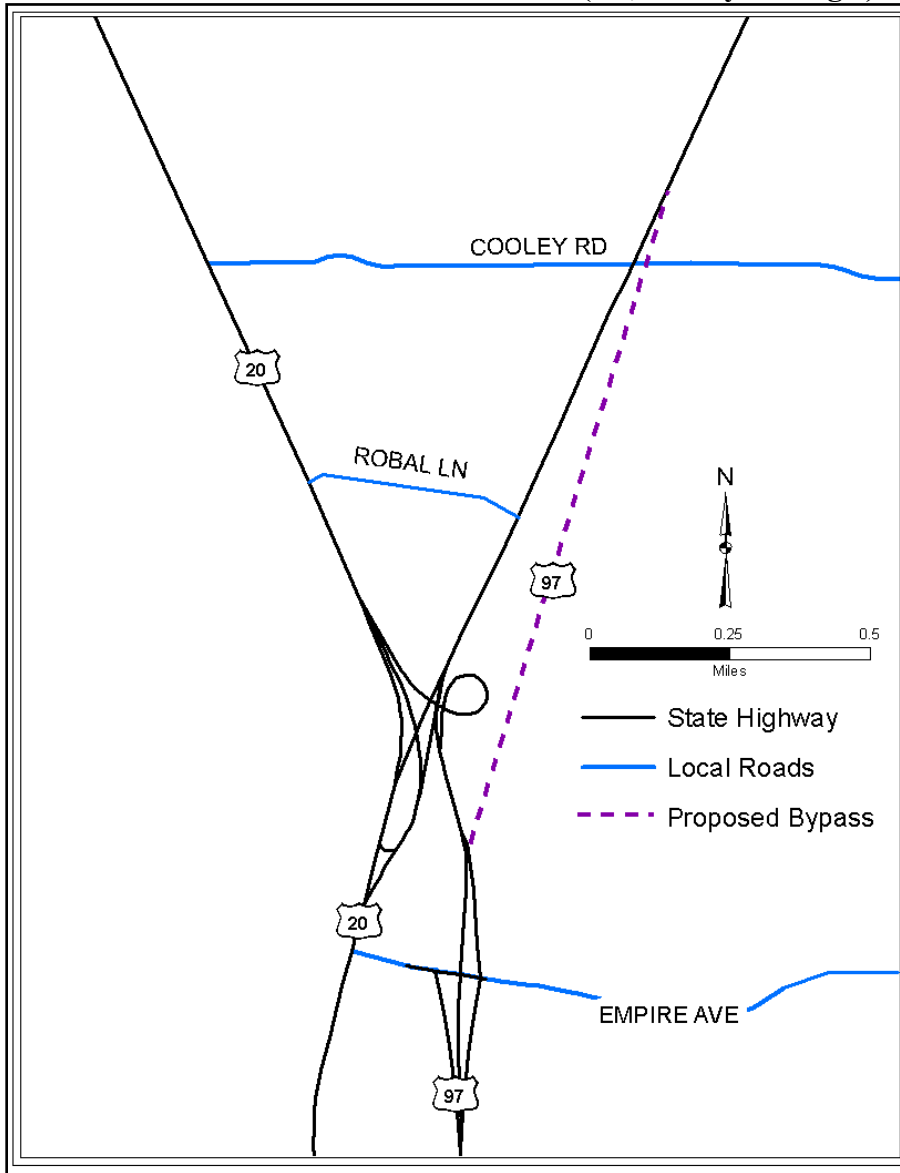 COOLEY RD
20
ROBAL LN
N
97
0 0.25 0.5
Miles
State Highway
Local Roads
Proposed Bypass
20
EMPIRE AVE
97